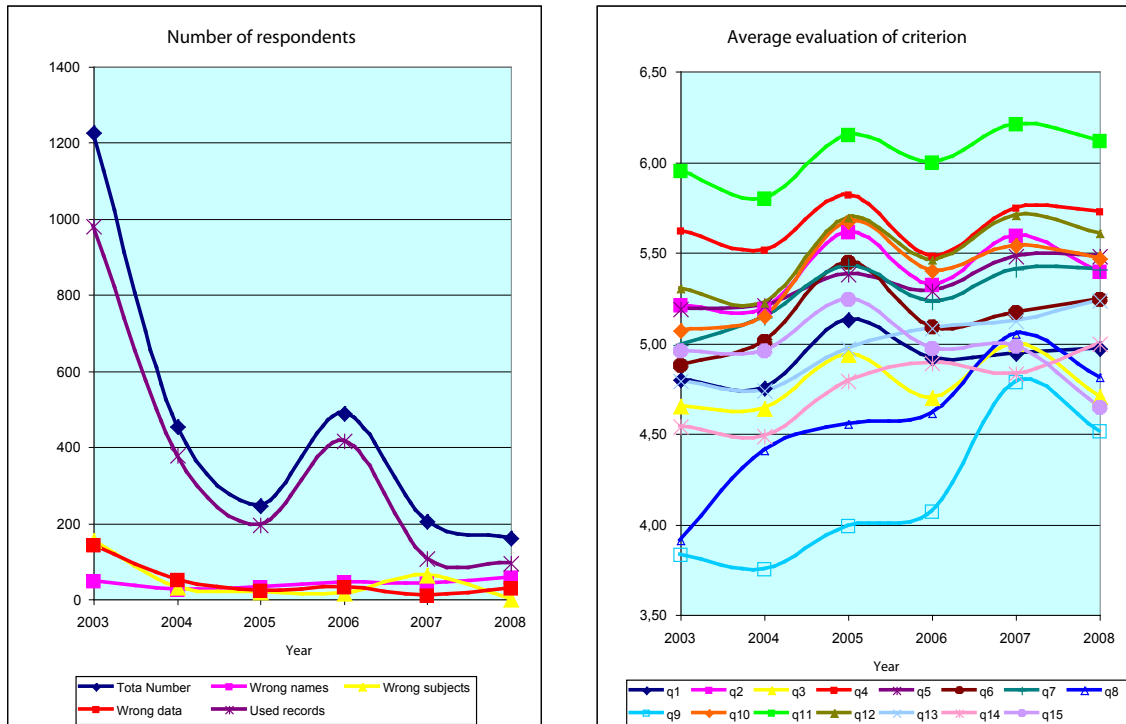 Number of respondents
1400
1200
1000
800
600
400
200
0
2003 2004 2005 2006 2007 2008
Year
Tota Number Wrong names Wrong subjects
Wrong data Used records
Average evaluation of criterion
6,50
6,00
5,50
5,00
4,50
4,00
3,50
2003 2004 2005 2006 2007 2008
Year
q1 q2 q3 q4 q5 q6 q7 q8
q9 q10 q11 q12 q13 q14 q15